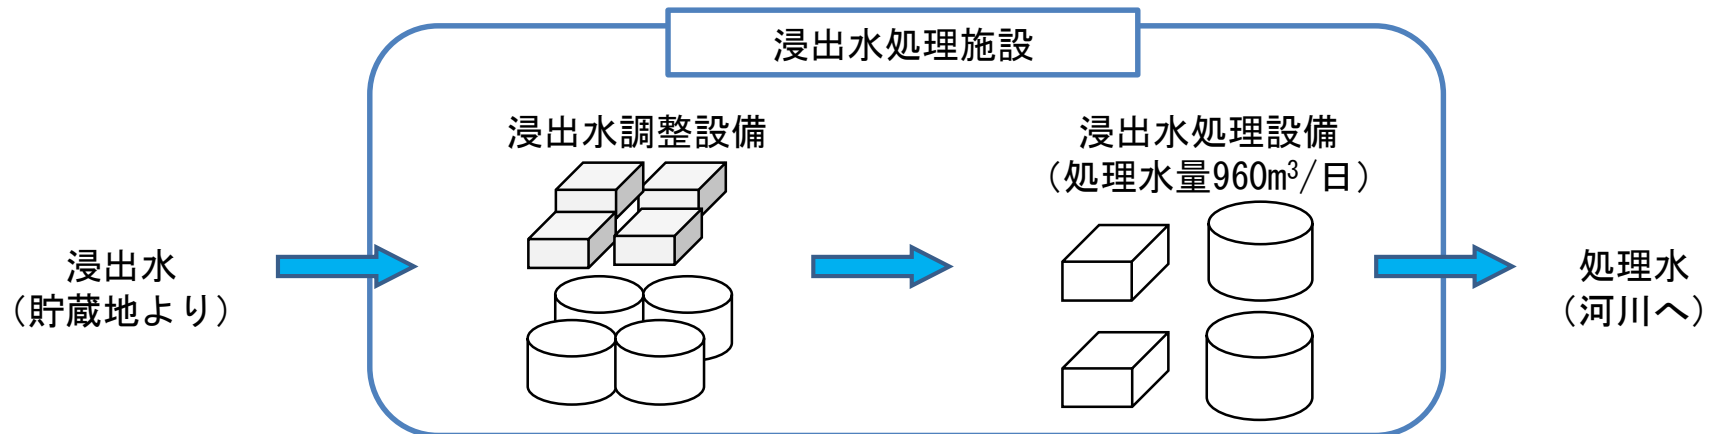 浸出水処理施設
浸出水調整設備
浸出水処理設備
（処理水量960m³/日）
浸出水
（貯蔵地より）
処理水
（河川へ）